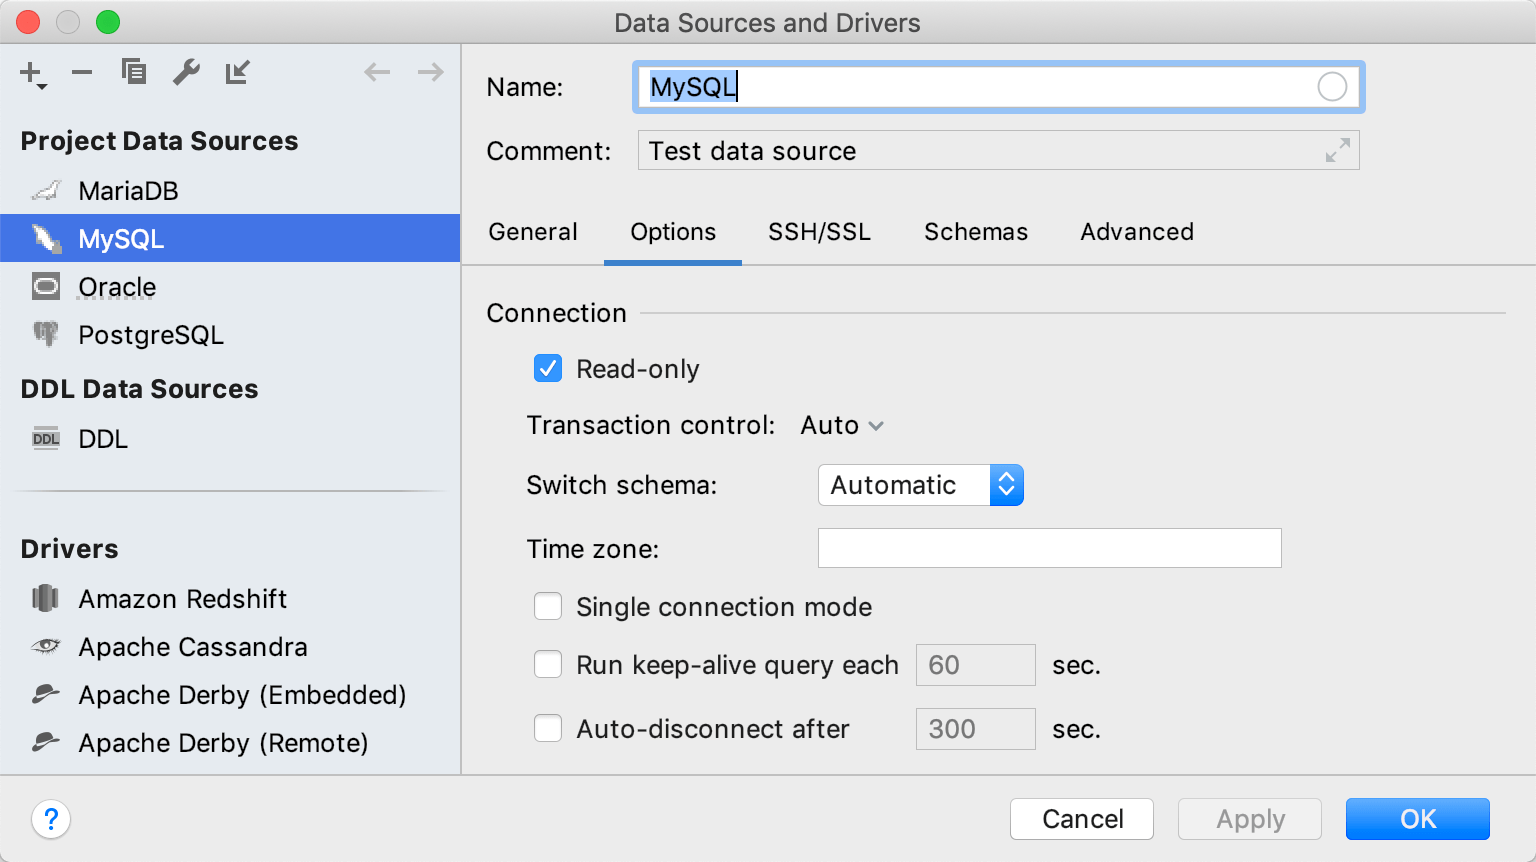 Data Sources and Drivers
Project Data Sources
MariaDB
MySQL
Oracle
PostgreSQL
DDL Data Sources
DDL DDL
Drivers
Amazon Redshift
Apache Cassandra
Apache Derby (Embedded)
Apache Derby (Remote)
Name: MySQL
Comment: Test data source
General Options SSH/SSL Schemas Advanced
Connection
Read-only
Transaction control: Auto
Switch schema: Automatic
Time zone:
Single connection mode
Run keep-alive query each 60 sec.
Auto-disconnect after 300 sec.
? Cancel Apply OK